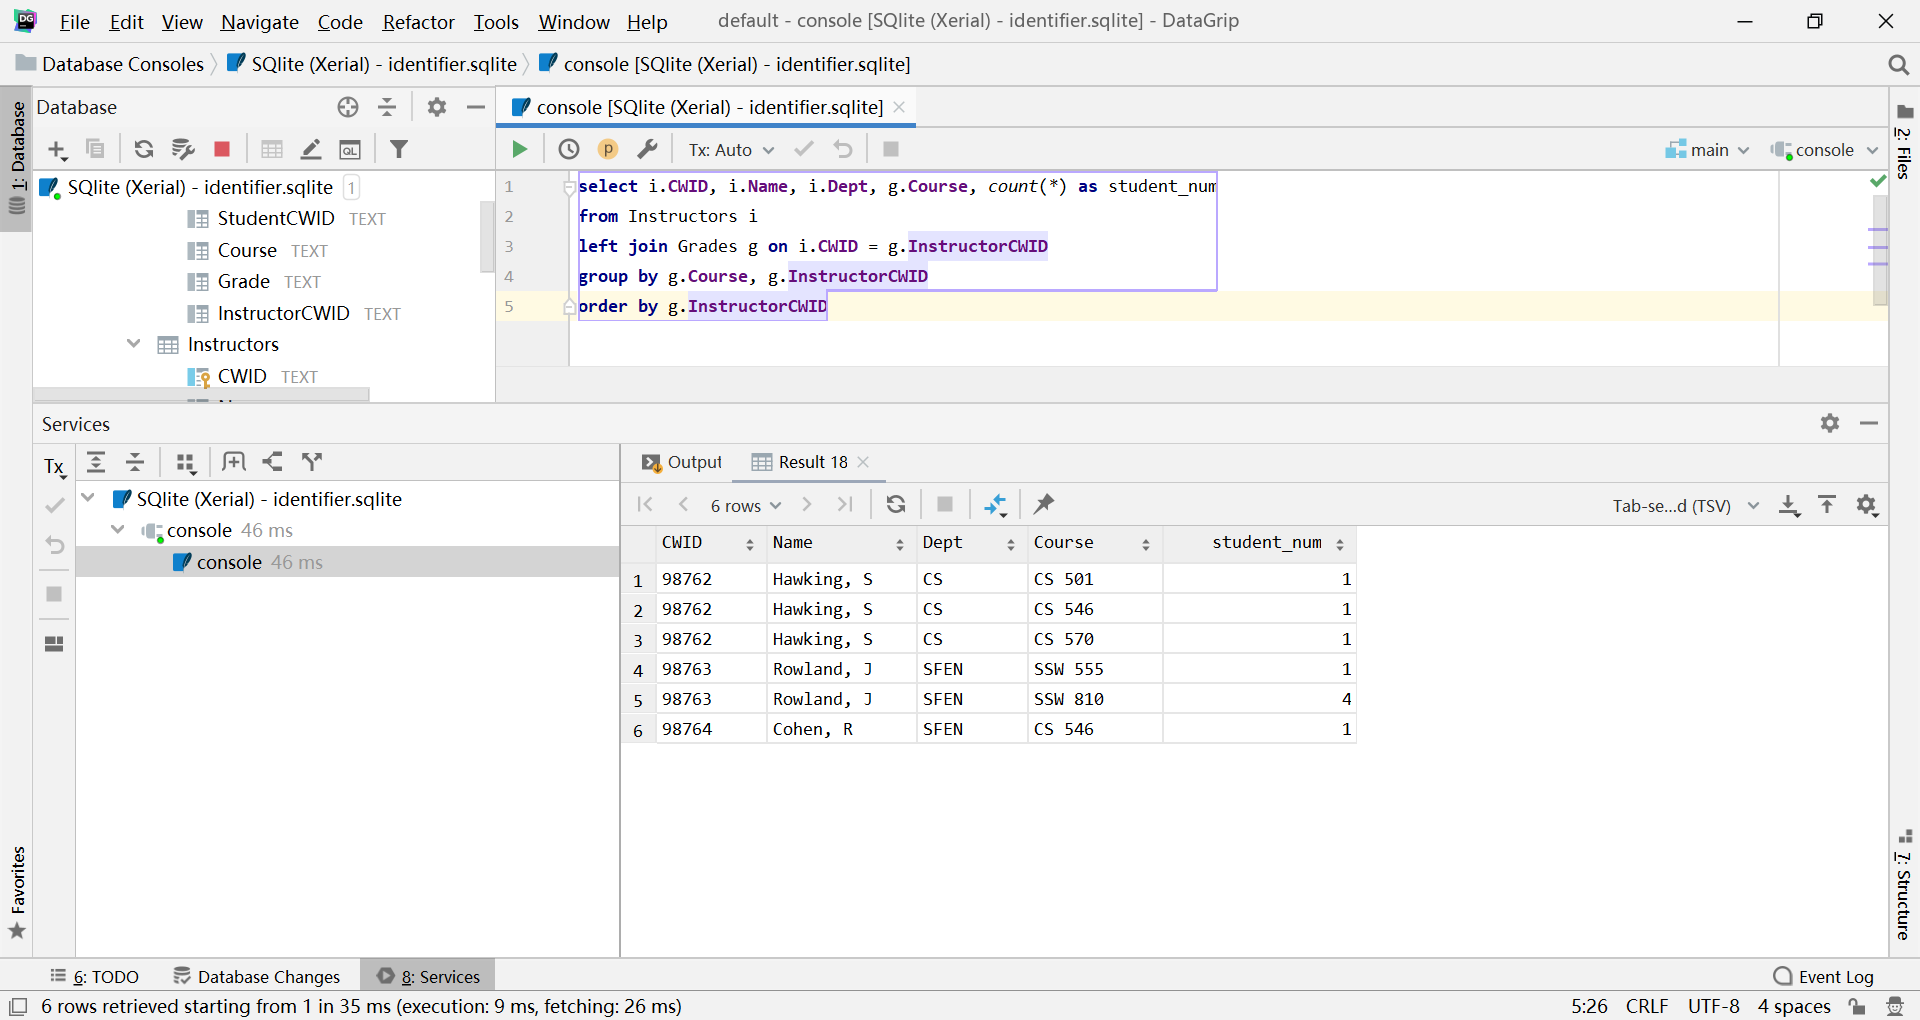 DG File Edit View Navigate Code Refactor Tools Window Help default - console [SQlite (Xerial) - identifier.sqlite] - DataGrip
Database Consoles SQlite (Xerial) - identifier.sqlite console [SQlite (Xerial) - identifier.sqlite]
1: Database
Database
console [SQlite (Xerial) - identifier.sqlite]
2: Files
QL
p Tx: Auto main console
SQlite (Xerial) - identifier.sqlite 1
StudentCWID TEXT
Course TEXT
Grade TEXT
InstructorCWID TEXT
Instructors
CWID TEXT
1 select i.CWID, i.Name, i.Dept, g.Course, count(*) as student_num
2 from Instructors i
3 left join Grades g on i.CWID = g.InstructorCWID
4 group by g.Course, g.InstructorCWID
5 order by g.InstructorCWID
Services
Tx
SQlite (Xerial) - identifier.sqlite
console 46 ms
console 46 ms
Output Result 18
6 rows Tab-se...d (TSV)
CWID Name Dept Course student_num
1 98762 Hawking, S CS CS 501 1
2 98762 Hawking, S CS CS 546 1
3 98762 Hawking, S CS CS 570 1
4 98763 Rowland, J SFEN SSW 555 1
5 98763 Rowland, J SFEN SSW 810 4
6 98764 Cohen, R SFEN CS 546 1
Favorites
7: Structure
6: TODO Database Changes 8: Services Event Log
6 rows retrieved starting from 1 in 35 ms (execution: 9 ms, fetching: 26 ms) 5:26 CRLF UTF-8 4 spaces